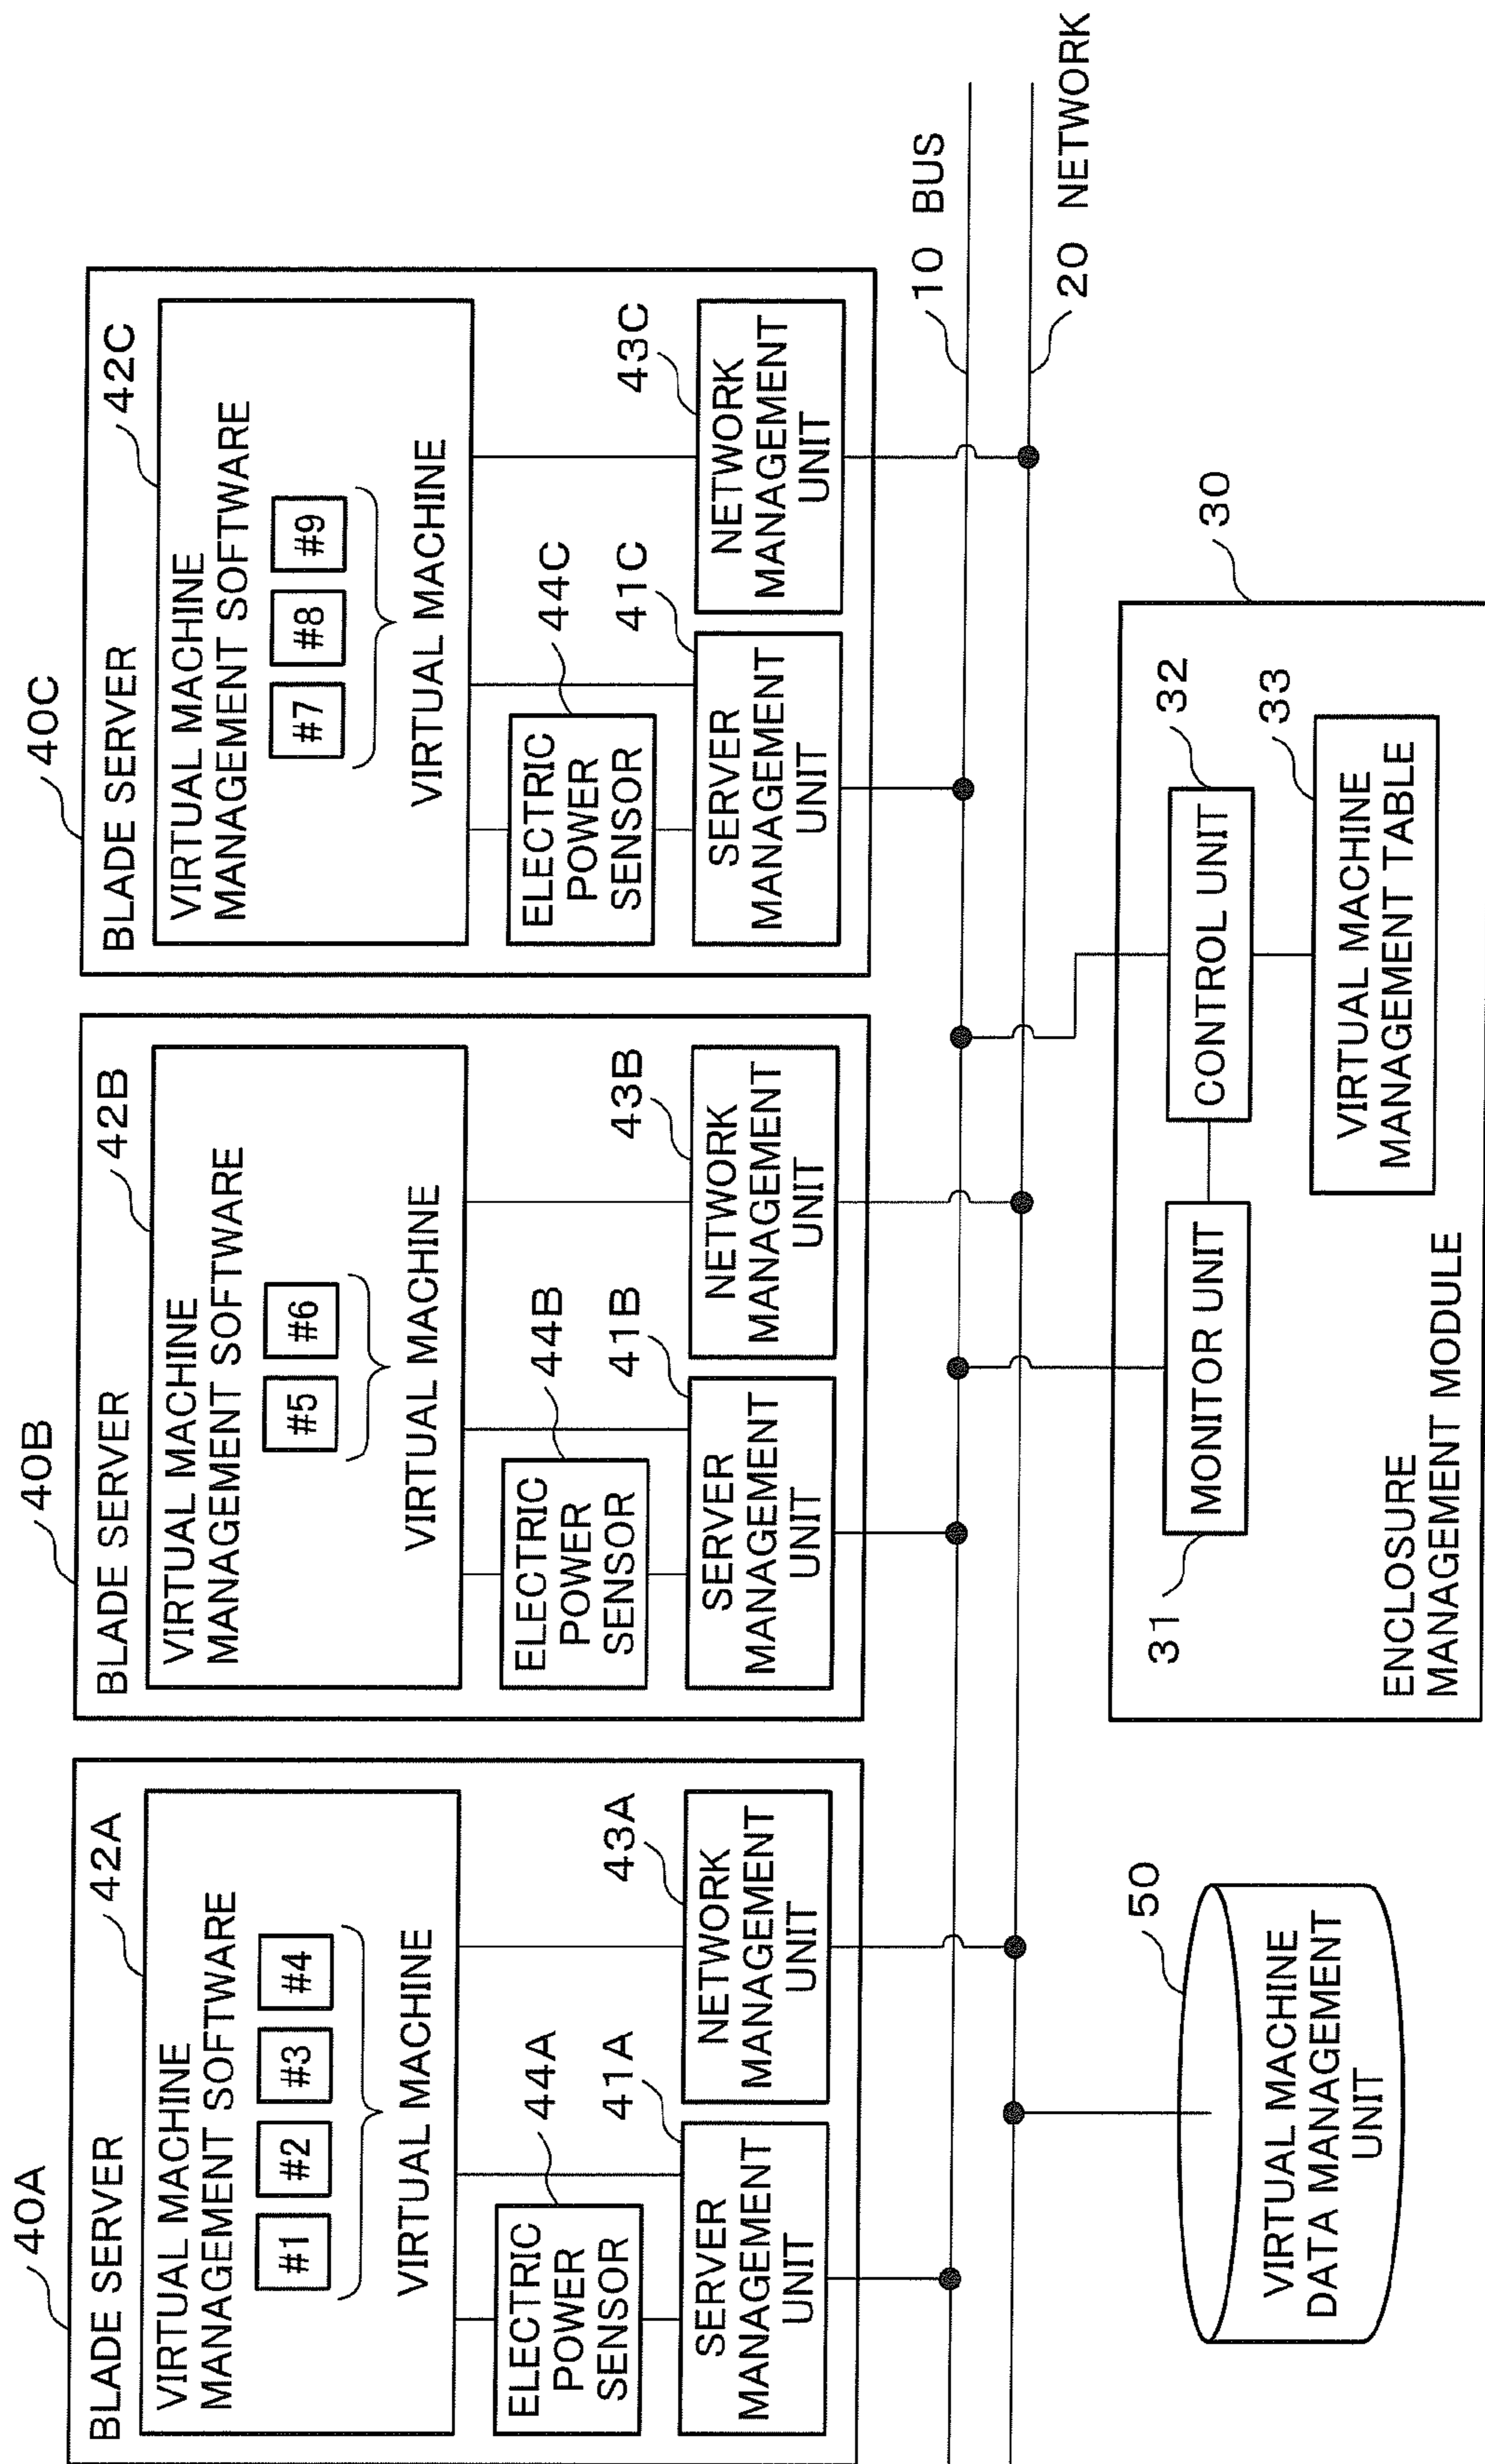 40A
BLADE SERVER
42A
VIRTUAL MACHINE
MANAGEMENT SOFTWARE
#1
#2
#3
#4
VIRTUAL MACHINE
44A
ELECTRIC
POWER
SENSOR
41A
SERVER
MANAGEMENT
UNIT
43A
NETWORK
MANAGEMENT
UNIT
40B
BLADE SERVER
42B
VIRTUAL MACHINE
MANAGEMENT SOFTWARE
#5
#6
VIRTUAL MACHINE
44B
ELECTRIC
POWER
SENSOR
41B
SERVER
MANAGEMENT
UNIT
43B
NETWORK
MANAGEMENT
UNIT
40C
BLADE SERVER
42C
VIRTUAL MACHINE
MANAGEMENT SOFTWARE
#7
#8
#9
VIRTUAL MACHINE
44C
ELECTRIC
POWER
SENSOR
41C
SERVER
MANAGEMENT
UNIT
43C
NETWORK
MANAGEMENT
UNIT
10 BUS
20 NETWORK
50
VIRTUAL MACHINE
DATA MANAGEMENT
UNIT
30
31
MONITOR UNIT
32
CONTROL UNIT
33
VIRTUAL MACHINE
MANAGEMENT TABLE
ENCLOSURE
MANAGEMENT MODULE